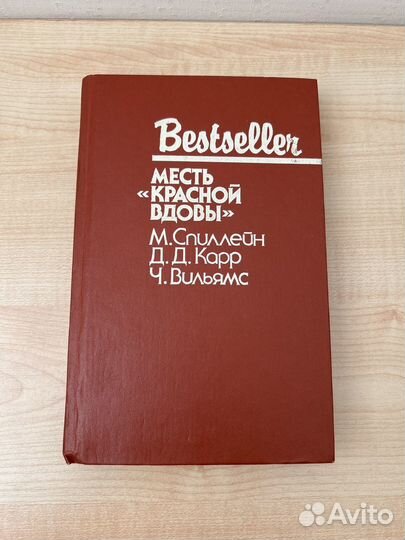 Bestseller
МЕСТЬ
«КРАСНОЙ
ВДОВЫ»
М. Спиллейн
Д. Д. Карр
Ч. Вильямс
Avito